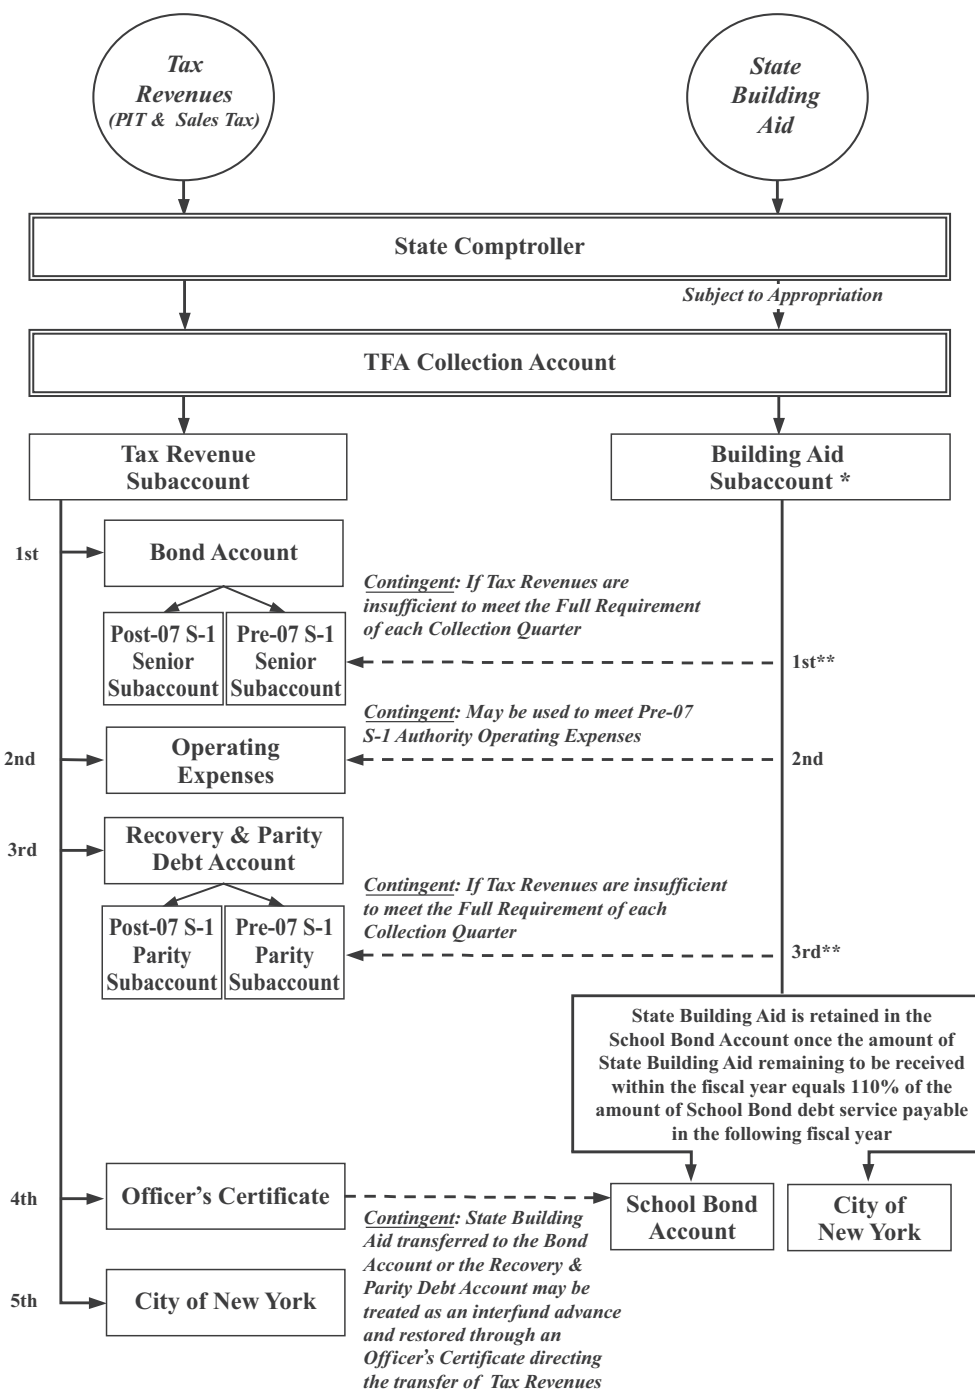 Tax
Revenues
(PIT & Sales Tax)
State
Building
Aid
State Comptroller
Subject to Appropriation
TFA Collection Account
Tax Revenue
Subaccount
Building Aid
Subaccount *
1st
Bond Account
Contingent: If Tax Revenues are
insufficient to meet the Full Requirement
of each Collection Quarter
Post-07 S-1
Senior
Subaccount
Pre-07 S-1
Senior
Subaccount
1st**
Contingent: May be used to meet Pre-07
S-1 Authority Operating Expenses
2nd
Operating
Expenses
2nd
3rd
Recovery & Parity
Debt Account
Contingent: If Tax Revenues are insufficient
to meet the Full Requirement of each
Collection Quarter
Post-07 S-1
Parity
Subaccount
Pre-07 S-1
Parity
Subaccount
3rd**
State Building Aid is retained in the
School Bond Account once the amount of
State Building Aid remaining to be received
within the fiscal year equals 110% of the
amount of School Bond debt service payable
in the following fiscal year
4th
Officer's Certificate
School Bond
Account
City of
New York
Contingent: State Building
Aid transferred to the Bond
Account or the Recovery &
Parity Debt Account may be
treated as an interfund advance
and restored through an
Officer's Certificate directing
the transfer of Tax Revenues
5th
City of New York